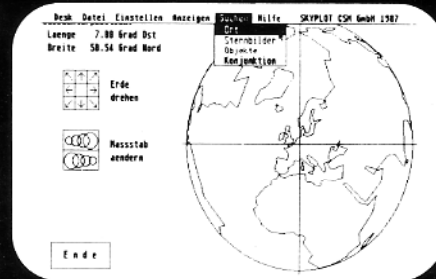 Desk Datei Einstellen Anzeigen Suchen Hilfe SKYPLOT CSM GmbH 1987
Ort
Sternbilder
Objekte
Konjunktion
Laenge 7.00 Grad Ost
Breite 50.54 Grad Nord
Erde
drehen
Massstab
aendern
Ende